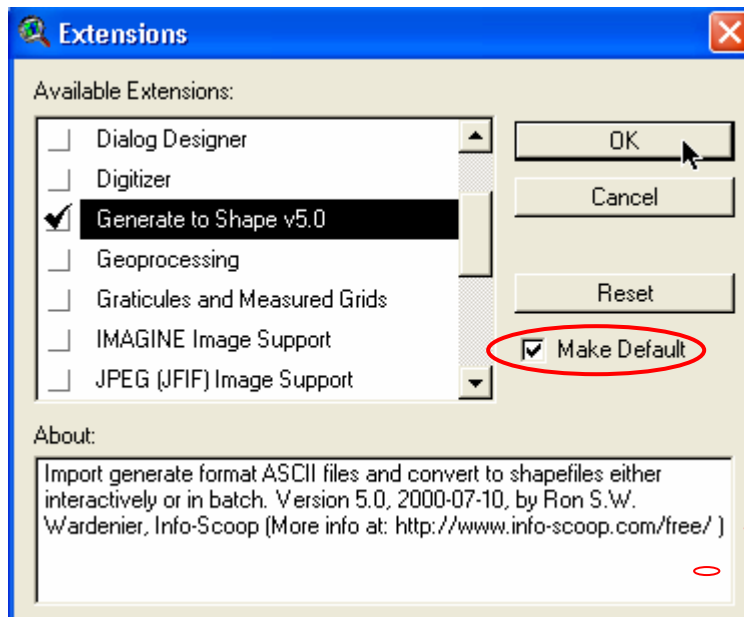 Extensions
Available Extensions:
Dialog Designer
Digitizer
Generate to Shape v5.0
Geoprocessing
Graticules and Measured Grids
IMAGINE Image Support
JPEG (JFIF) Image Support
OK
Cancel
Reset
Make Default
About:
Import generate format ASCII files and convert to shapefiles either
interactively or in batch. Version 5.0, 2000-07-10, by Ron S.W.
Wardenier, Info-Scoop (More info at: http://www.info-scoop.com/free/ )